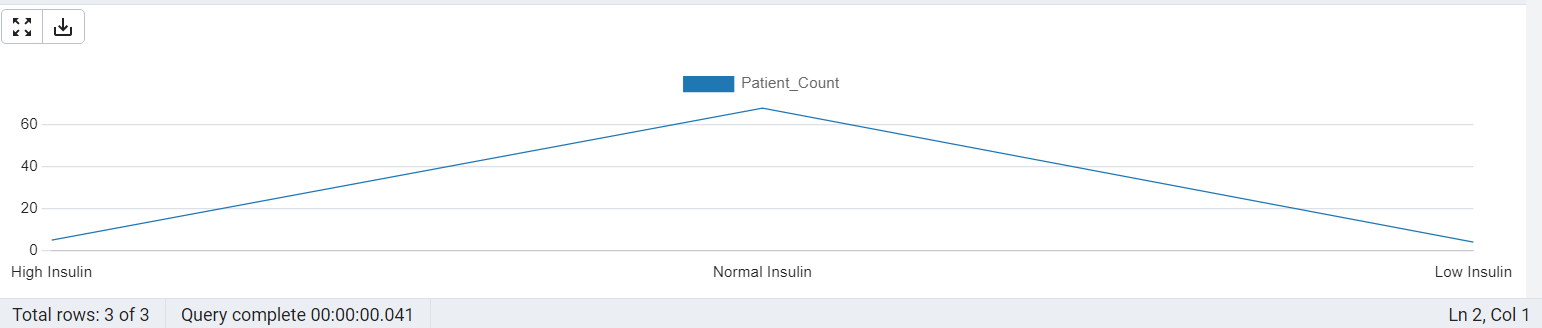 Patient_Count
60
40
20
0
High Insulin Normal Insulin Low Insulin
Total rows: 3 of 3 Query complete 00:00:00.041 Ln 2, Col 1